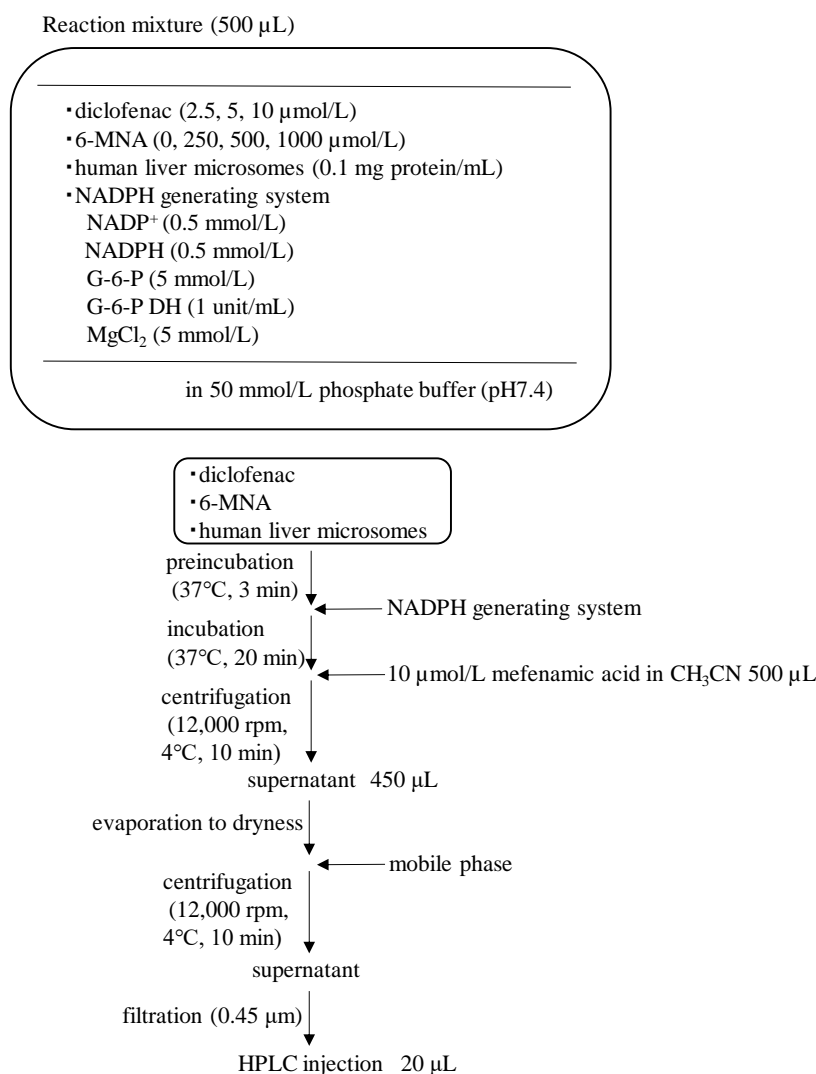 Reaction mixture (500 µL)
・diclofenac (2.5, 5, 10 µmol/L)
・6-MNA (0, 250, 500, 1000 µmol/L)
・human liver microsomes (0.1 mg protein/mL)
・NADPH generating system
NADP⁺ (0.5 mmol/L)
NADPH (0.5 mmol/L)
G-6-P (5 mmol/L)
G-6-P DH (1 unit/mL)
MgCl₂ (5 mmol/L)
in 50 mmol/L phosphate buffer (pH7.4)
・diclofenac
・6-MNA
・human liver microsomes
preincubation
(37°C, 3 min)
NADPH generating system
incubation
(37°C, 20 min)
10 µmol/L mefenamic acid in CH₃CN 500 µL
centrifugation
(12,000 rpm,
4°C, 10 min)
supernatant 450 µL
evaporation to dryness
mobile phase
centrifugation
(12,000 rpm,
4°C, 10 min)
supernatant
filtration (0.45 µm)
HPLC injection 20 µL